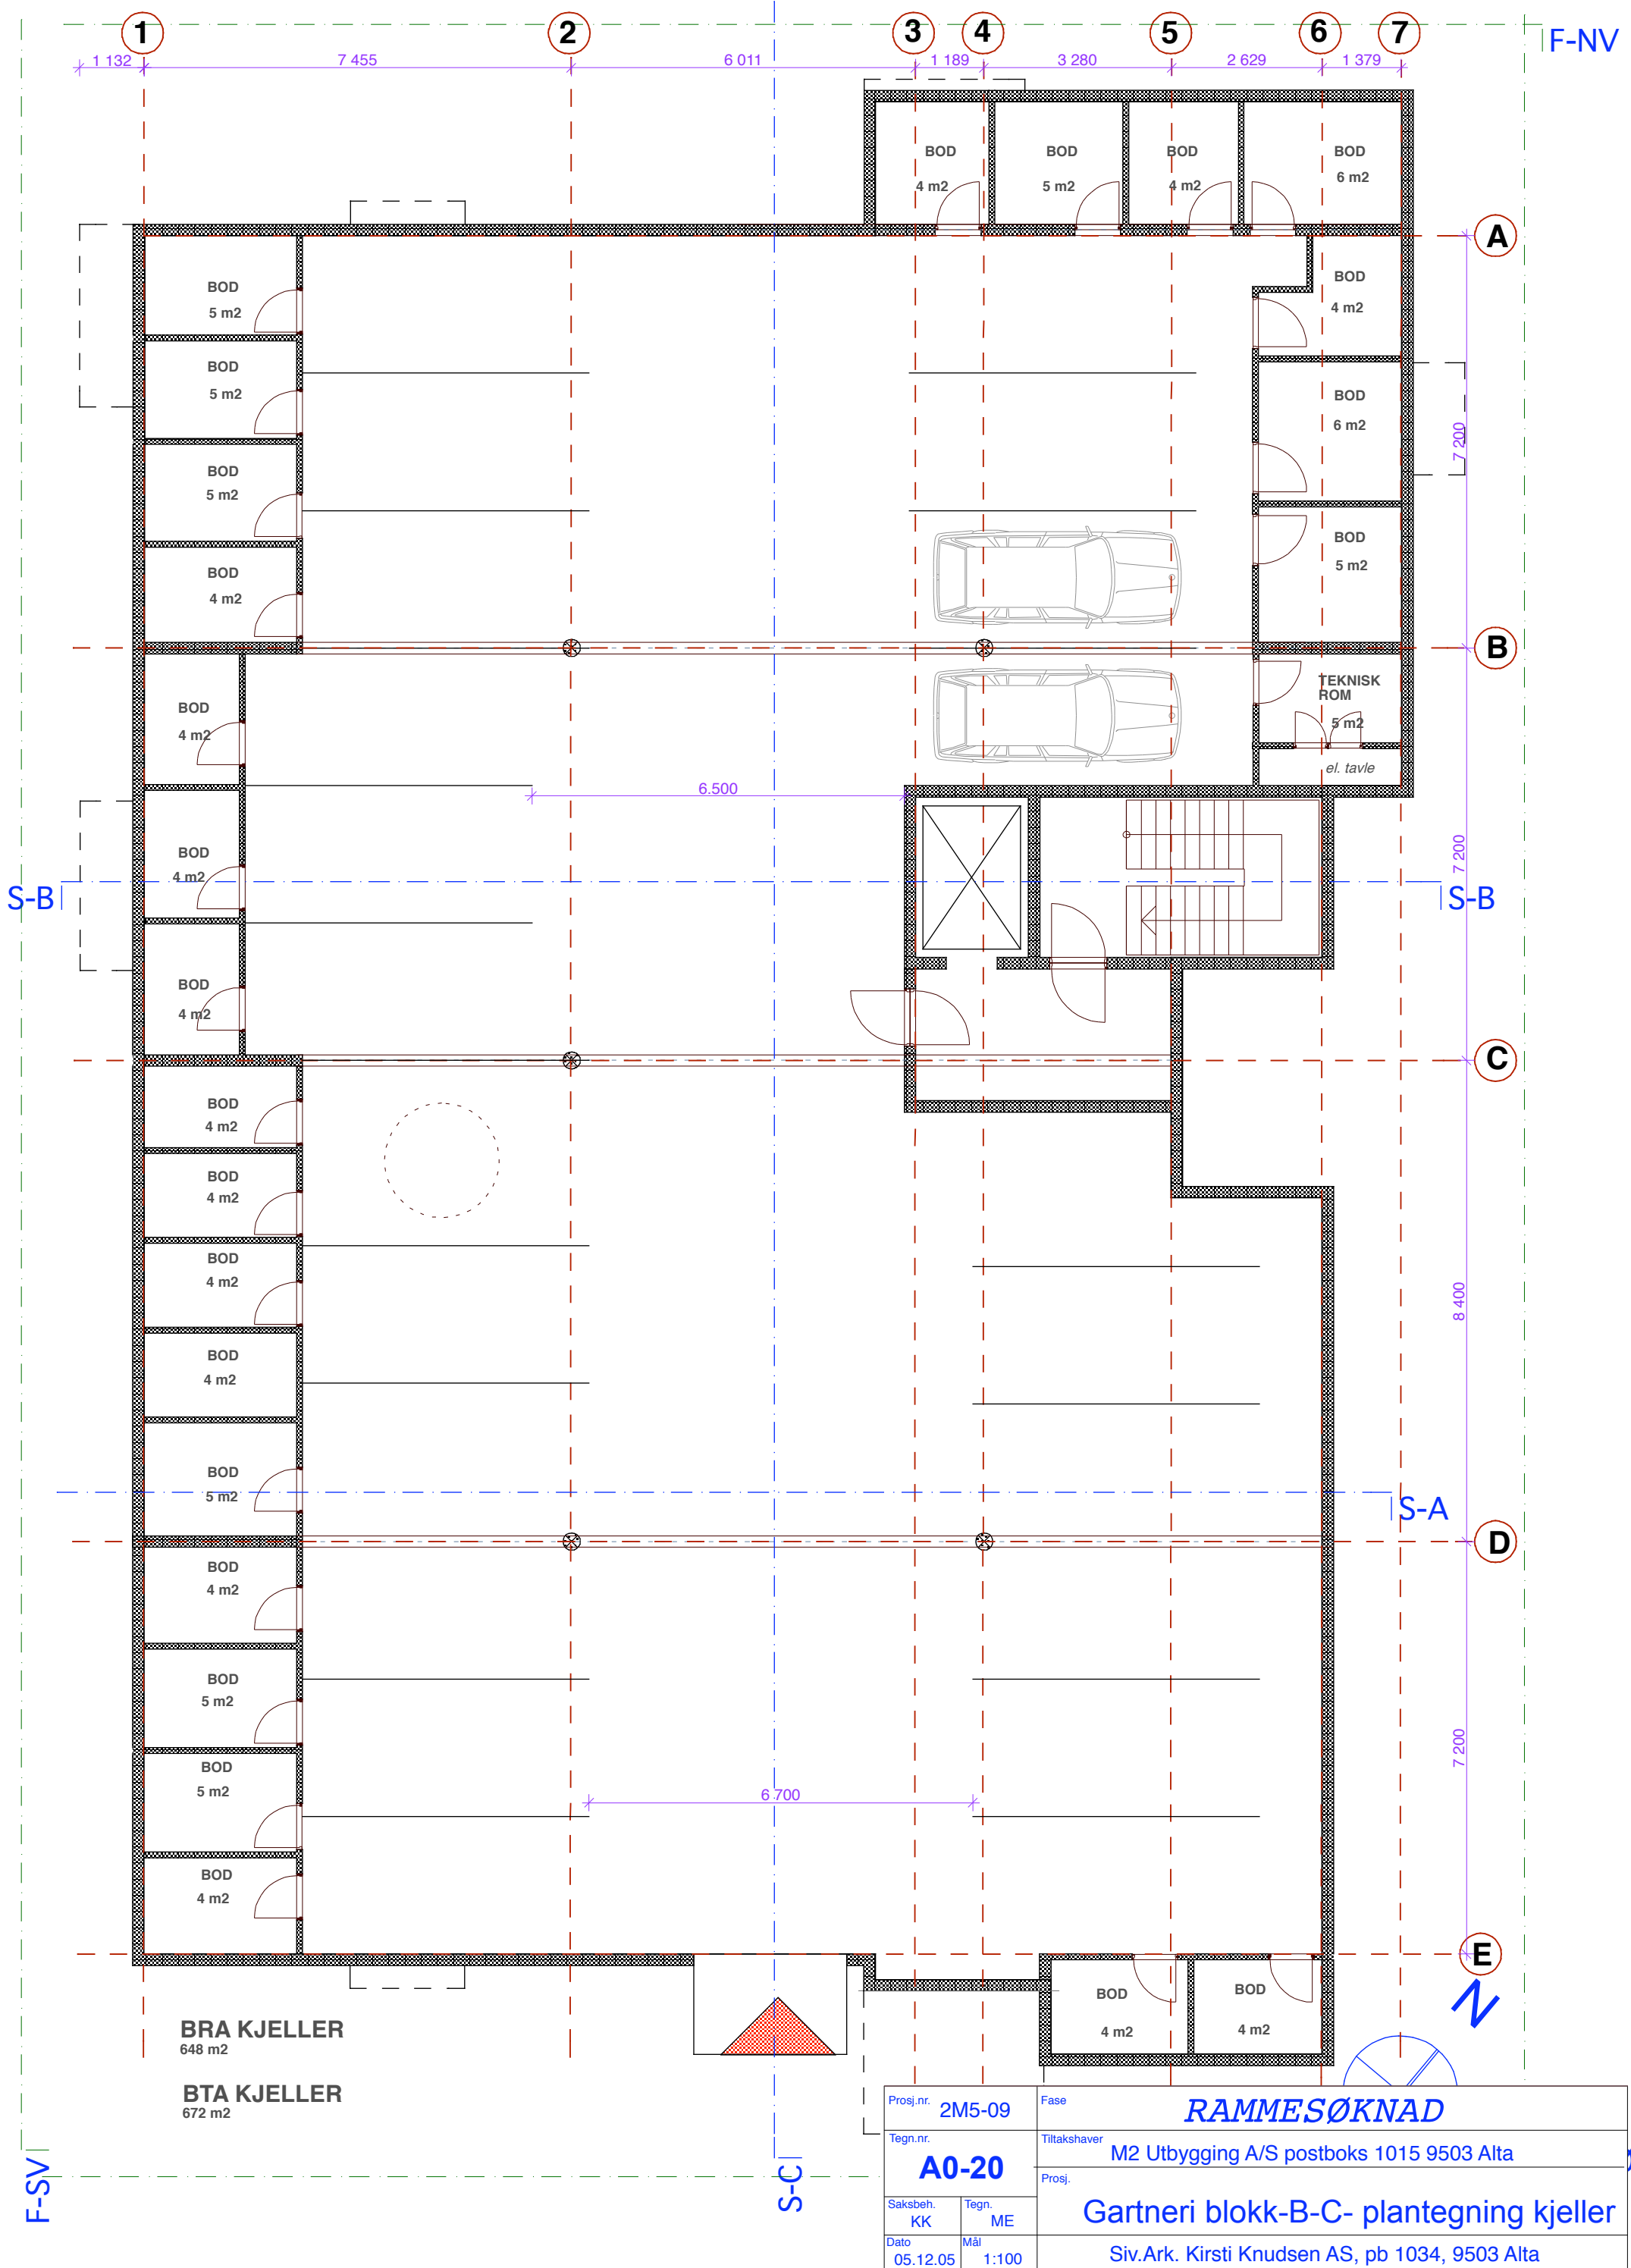 1 2 3 4 5 6 7
F-NV
1 132 7 455 6 011 1 189 3 280 2 629 1 379
BOD BOD BOD BOD
4 m2 5 m2 4 m2 6 m2
A
BOD
4 m2
BOD
5 m2
BOD
5 m2
BOD
6 m2
7 200
BOD
5 m2
BOD
5 m2
BOD
4 m2
B
TEKNISK
ROM
5 m2
el. tavle
BOD
4 m2
6.500
BOD
4 m2
7 200
S-B S-B
BOD
4 m2
C
BOD
4 m2
BOD
4 m2
BOD
4 m2
8 400
BOD
4 m2
BOD
5 m2
S-A
D
BOD
4 m2
BOD
5 m2
7 200
BOD
5 m2
6 700
BOD
4 m2
E
BOD
4 m2
BOD
4 m2
N
BRA KJELLER
648 m2
BTA KJELLER
672 m2
F-SV
S-C
Prosj.nr. 2M5-09
Fase RAMMESØKNAD
Tegn.nr.
A0-20
Tiltakshaver M2 Utbygging A/S postboks 1015 9503 Alta
Prosj.
Gartneri blokk-B-C- plantegning kjeller
Saksbeh. Tegn.
KK ME
Dato Mål
05.12.05 1:100
Siv.Ark. Kirsti Knudsen AS, pb 1034, 9503 Alta